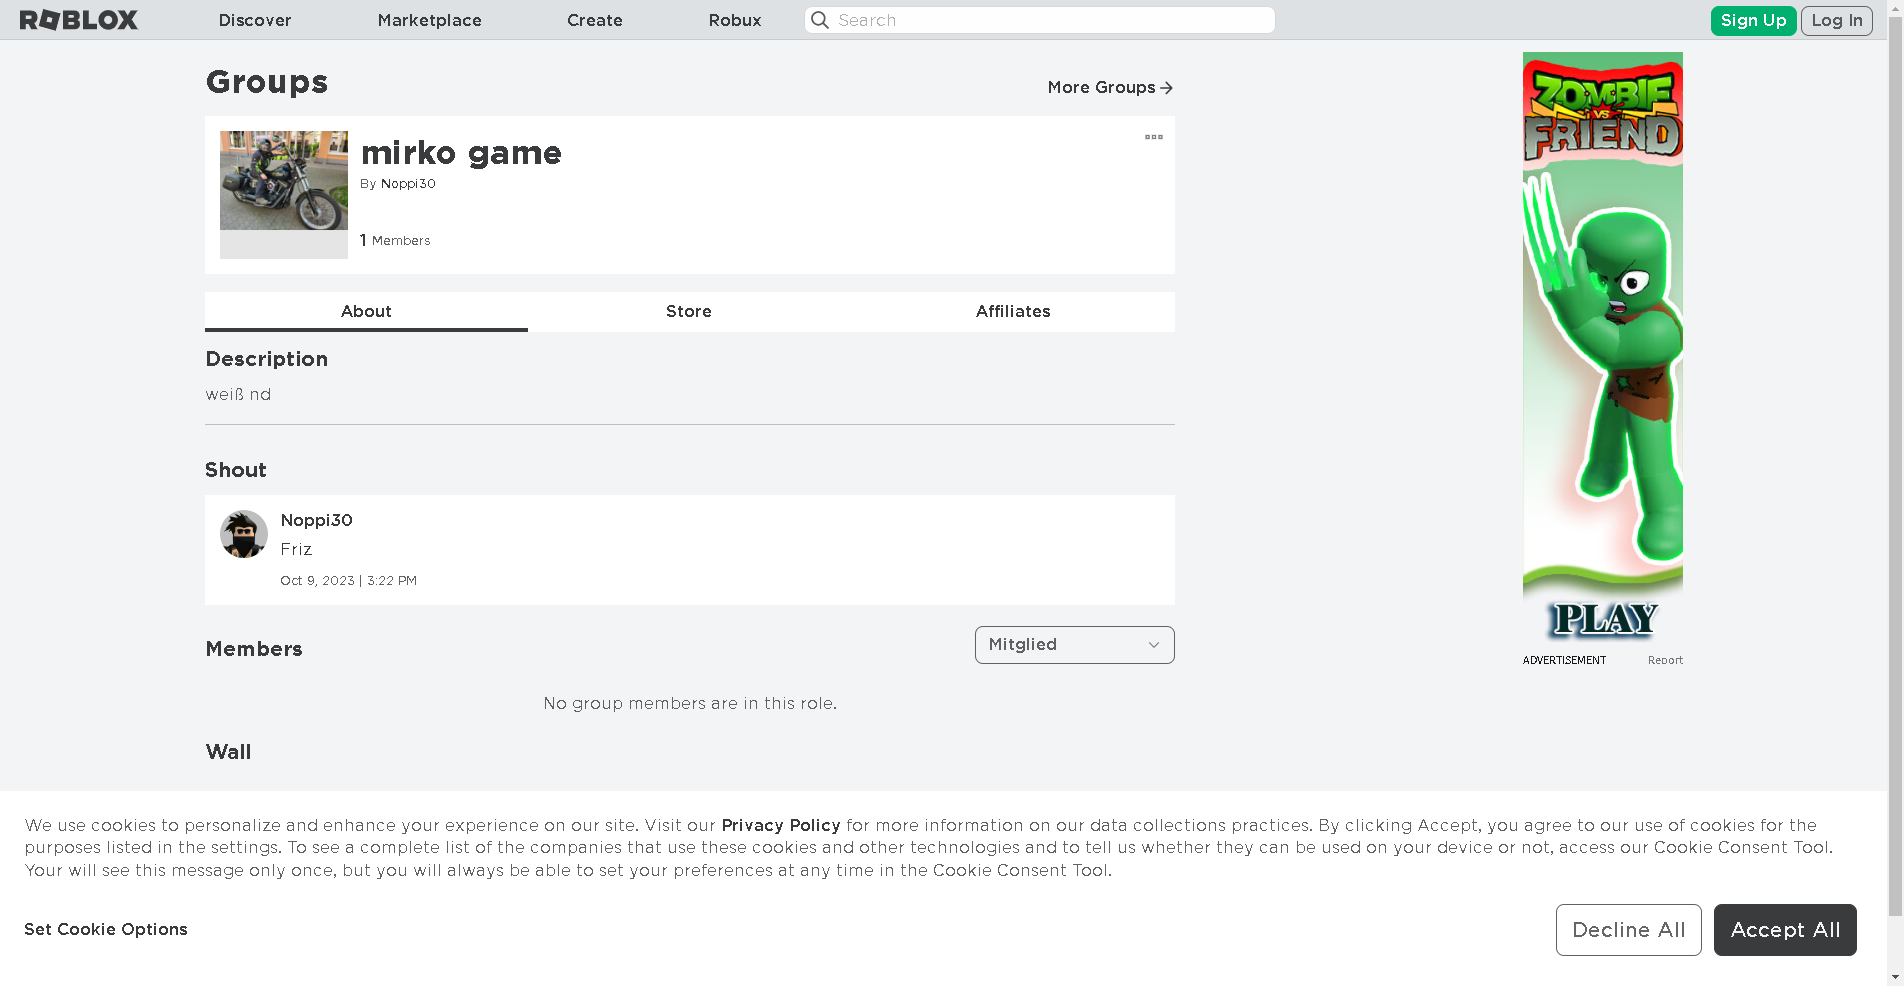 ROBLOX
Discover
Marketplace
Create
Robux
Search
Sign Up
Log In
Groups
More Groups
mirko game
By Noppi30
1 Members
About
Store
Affiliates
Description
weiß nd
Shout
Noppi30
Friz
Oct 9, 2023 | 3:22 PM
Members
Mitglied
No group members are in this role.
Wall
ZOMBIE
VS
FRIEND
PLAY
ADVERTISEMENT
Report
We use cookies to personalize and enhance your experience on our site. Visit our Privacy Policy for more information on our data collections practices. By clicking Accept, you agree to our use of cookies for the
purposes listed in the settings. To see a complete list of the companies that use these cookies and other technologies and to tell us whether they can be used on your device or not, access our Cookie Consent Tool.
Your will see this message only once, but you will always be able to set your preferences at any time in the Cookie Consent Tool.
Set Cookie Options
Decline All
Accept All